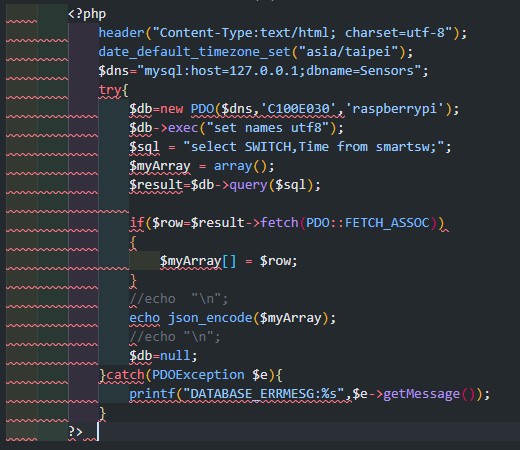 <?php
header("Content-Type:text/html; charset=utf-8");
date_default_timezone_set("asia/taipei");
$dns="mysql:host=127.0.0.1;dbname=Sensors";
try{
$db=new PDO($dns,'C100E030','raspberrypi');
$db->exec("set names utf8");
$sql = "select SWITCH,Time from smartsw;";
$myArray = array();
$result=$db->query($sql);
if($row=$result->fetch(PDO::FETCH_ASSOC))
{
$myArray[] = $row;
}
//echo  "\n";
echo json_encode($myArray);
//echo "\n";
$db=null;
}catch(PDOException $e){
printf("DATABASE_ERRMESG:%s",$e->getMessage());
}
?>